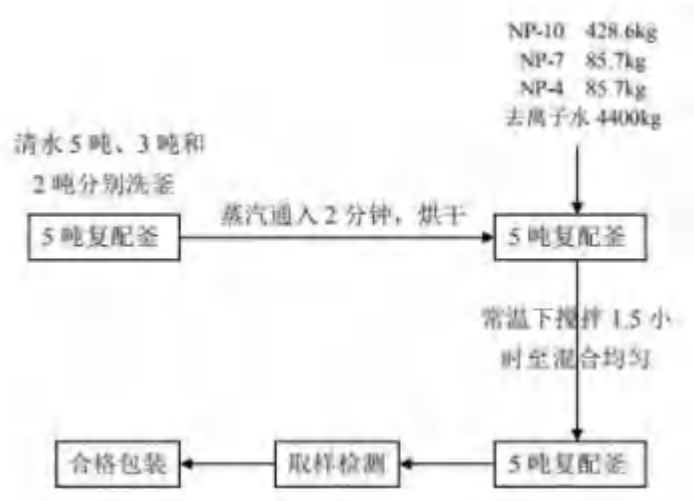 NP-10 428.6kg
NP-7 85.7kg
NP-4 85.7kg
去离子水 4400kg
清水 5 吨、3 吨和
2 吨分别洗釜
5 吨复配釜
蒸汽通入 2 分钟，烘干
5 吨复配釜
常温下搅拌 1.5 小
时至混合均匀
合格包装
取样检测
5 吨复配釜